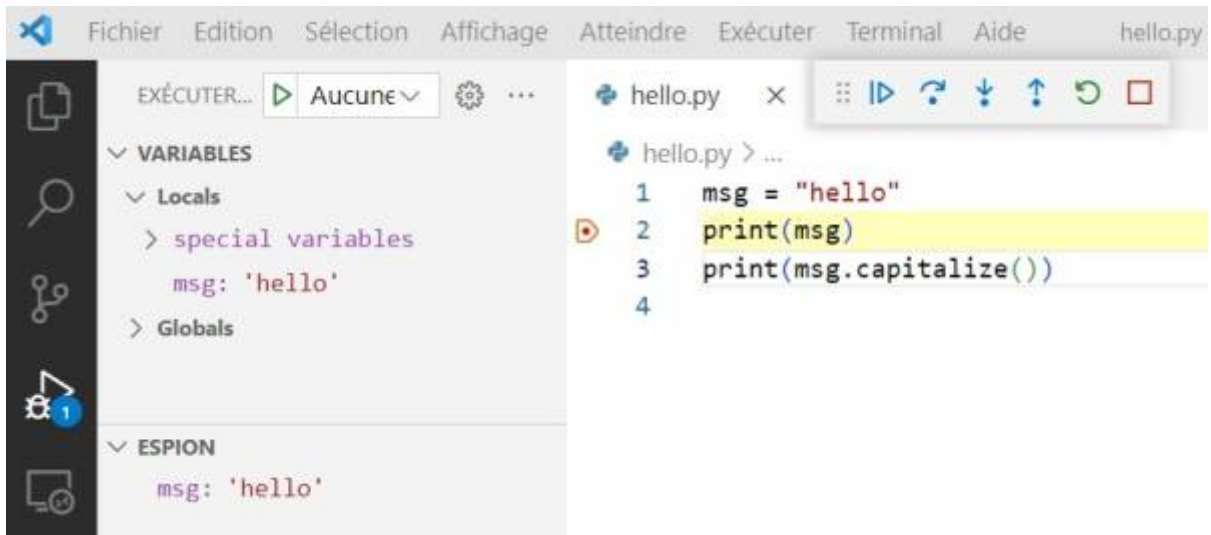 Fichier Edition Sélection Affichage Atteindre Exécuter Terminal Aide hello.py
EXÉCUTER... Aucune
VARIABLES
Locals
special variables
msg: 'hello'
Globals
1
ESPION
msg: 'hello'
hello.py
hello.py > ...
1 msg = "hello"
2 print(msg)
3 print(msg.capitalize())
4